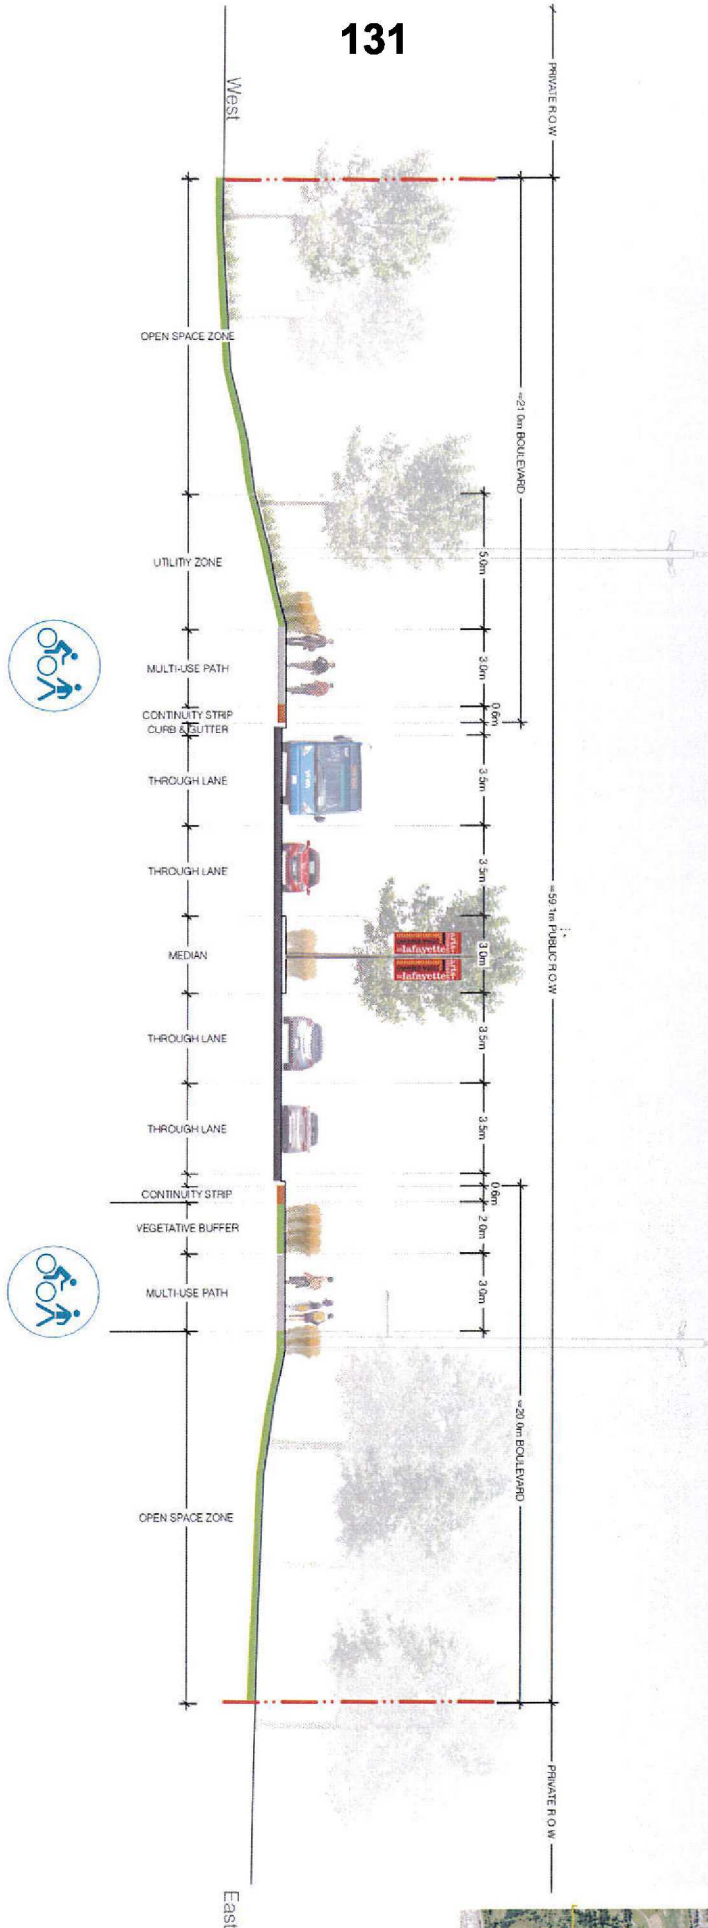 131
PRIVATE R.O.W
≈59.1m PUBLIC R.O.W
PRIVATE R.O.W
≈21.0m BOULEVARD
≈20.0m BOULEVARD
5.0m
3.0m
0.6m
3.5m
3.5m
3.0m
3.5m
3.5m
0.6m
2.0m
3.0m
lafayette
lafayette
West
East
OPEN SPACE ZONE
UTILITIY ZONE
MULTI-USE PATH
CONTINUITY STRIP
CURB & GUTTER
THROUGH LANE
THROUGH LANE
MEDIAN
THROUGH LANE
THROUGH LANE
CONTINUITY STRIP
VEGETATIVE BUFFER
MULTI-USE PATH
OPEN SPACE ZONE